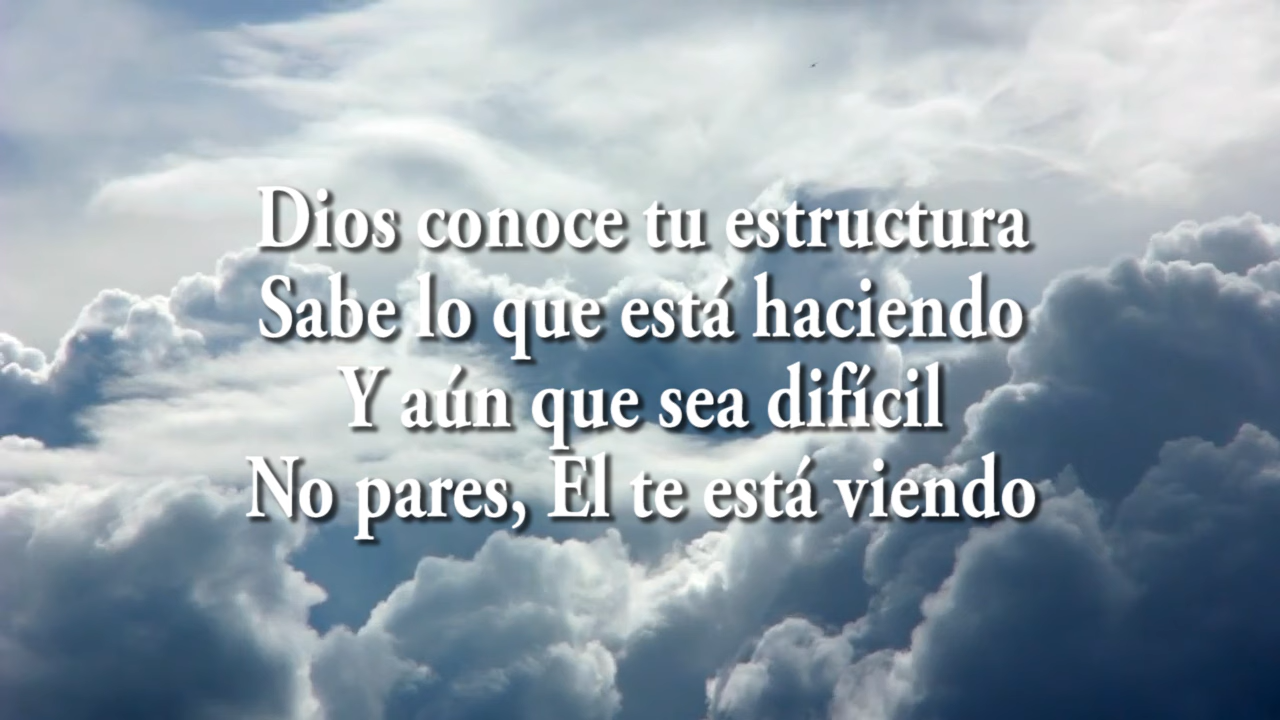 Dios conoce tu estructura
Sabe lo que está haciendo
Y aún que sea difícil
No pares, El te está viendo